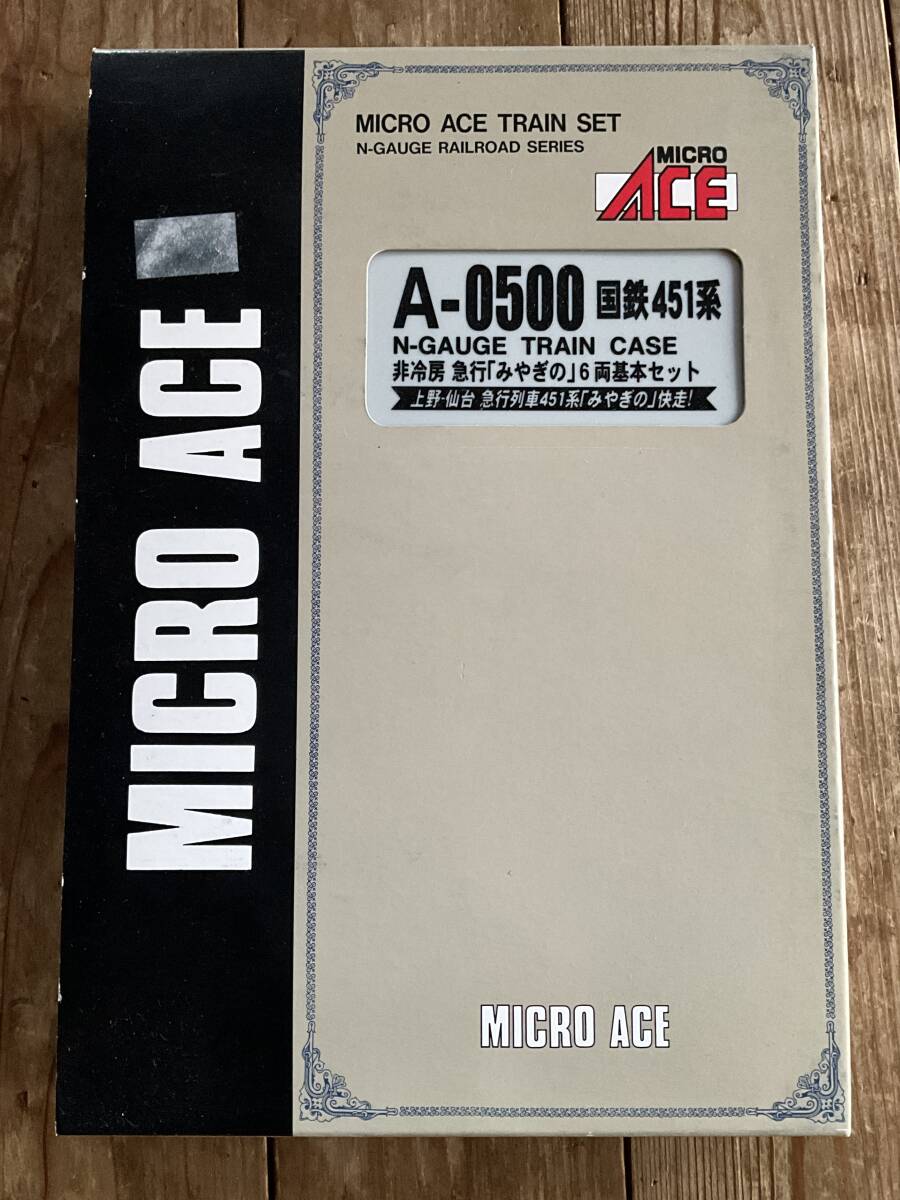 MICRO ACE
MICRO ACE TRAIN SET
N-GAUGE RAILROAD SERIES
MICRO
ACE
A-0500 国鉄451系
N-GAUGE TRAIN CASE
非冷房 急行「みやぎの」6両基本セット
上野-仙台 急行列車451系「みやぎの」快走!
MICRO ACE